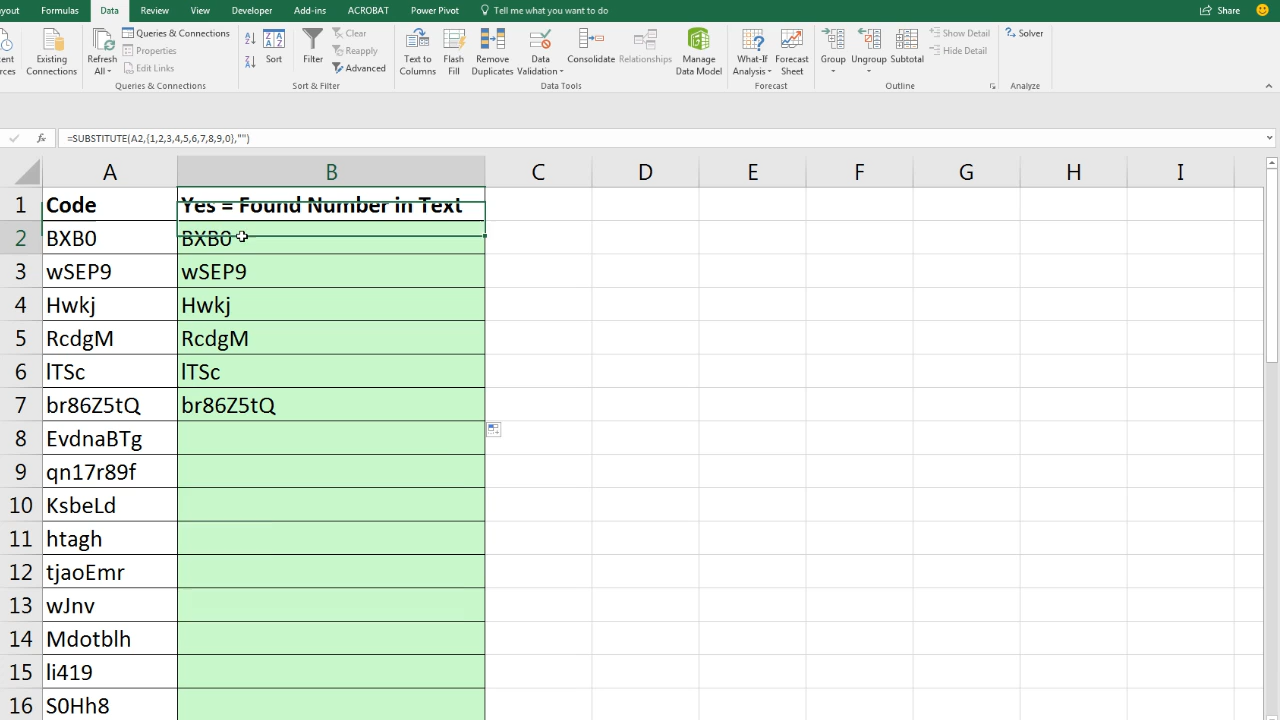 yout Formulas Data Review View Developer Add-ins ACROBAT Power Pivot Tell me what you want to do Share
Existing Connections
Refresh All
Queries & Connections
Properties
Edit Links
Queries & Connections
Sort
Filter
Clear
Reapply
Advanced
Sort & Filter
Text to Columns
Flash Fill
Remove Duplicates
Data Validation
Consolidate
Relationships
Manage Data Model
Data Tools
What-If Analysis
Forecast Sheet
Forecast
Group
Ungroup
Subtotal
Show Detail
Hide Detail
Outline
Solver
Analyze
fx =SUBSTITUTE(A2,{1,2,3,4,5,6,7,8,9,0},"")
A B C D E F G H I
1 Code Yes = Found Number in Text
2 BXB0 BXB0
3 wSEP9 wSEP9
4 Hwkj Hwkj
5 RcdgM RcdgM
6 lTSc lTSc
7 br86Z5tQ br86Z5tQ
8 EvdnaBTg
9 qn17r89f
10 KsbeLd
11 htagh
12 tjaoEmr
13 wJnv
14 Mdotblh
15 li419
16 S0Hh8